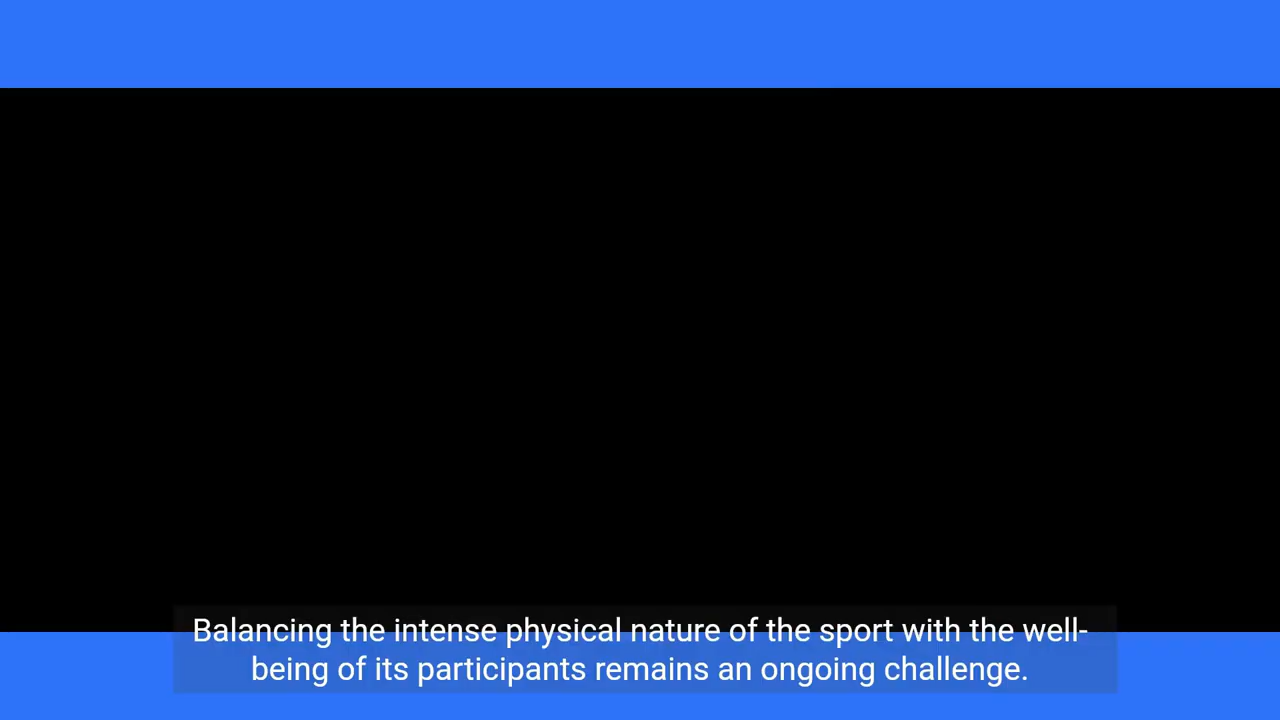 Balancing the intense physical nature of the sport with the well-
being of its participants remains an ongoing challenge.